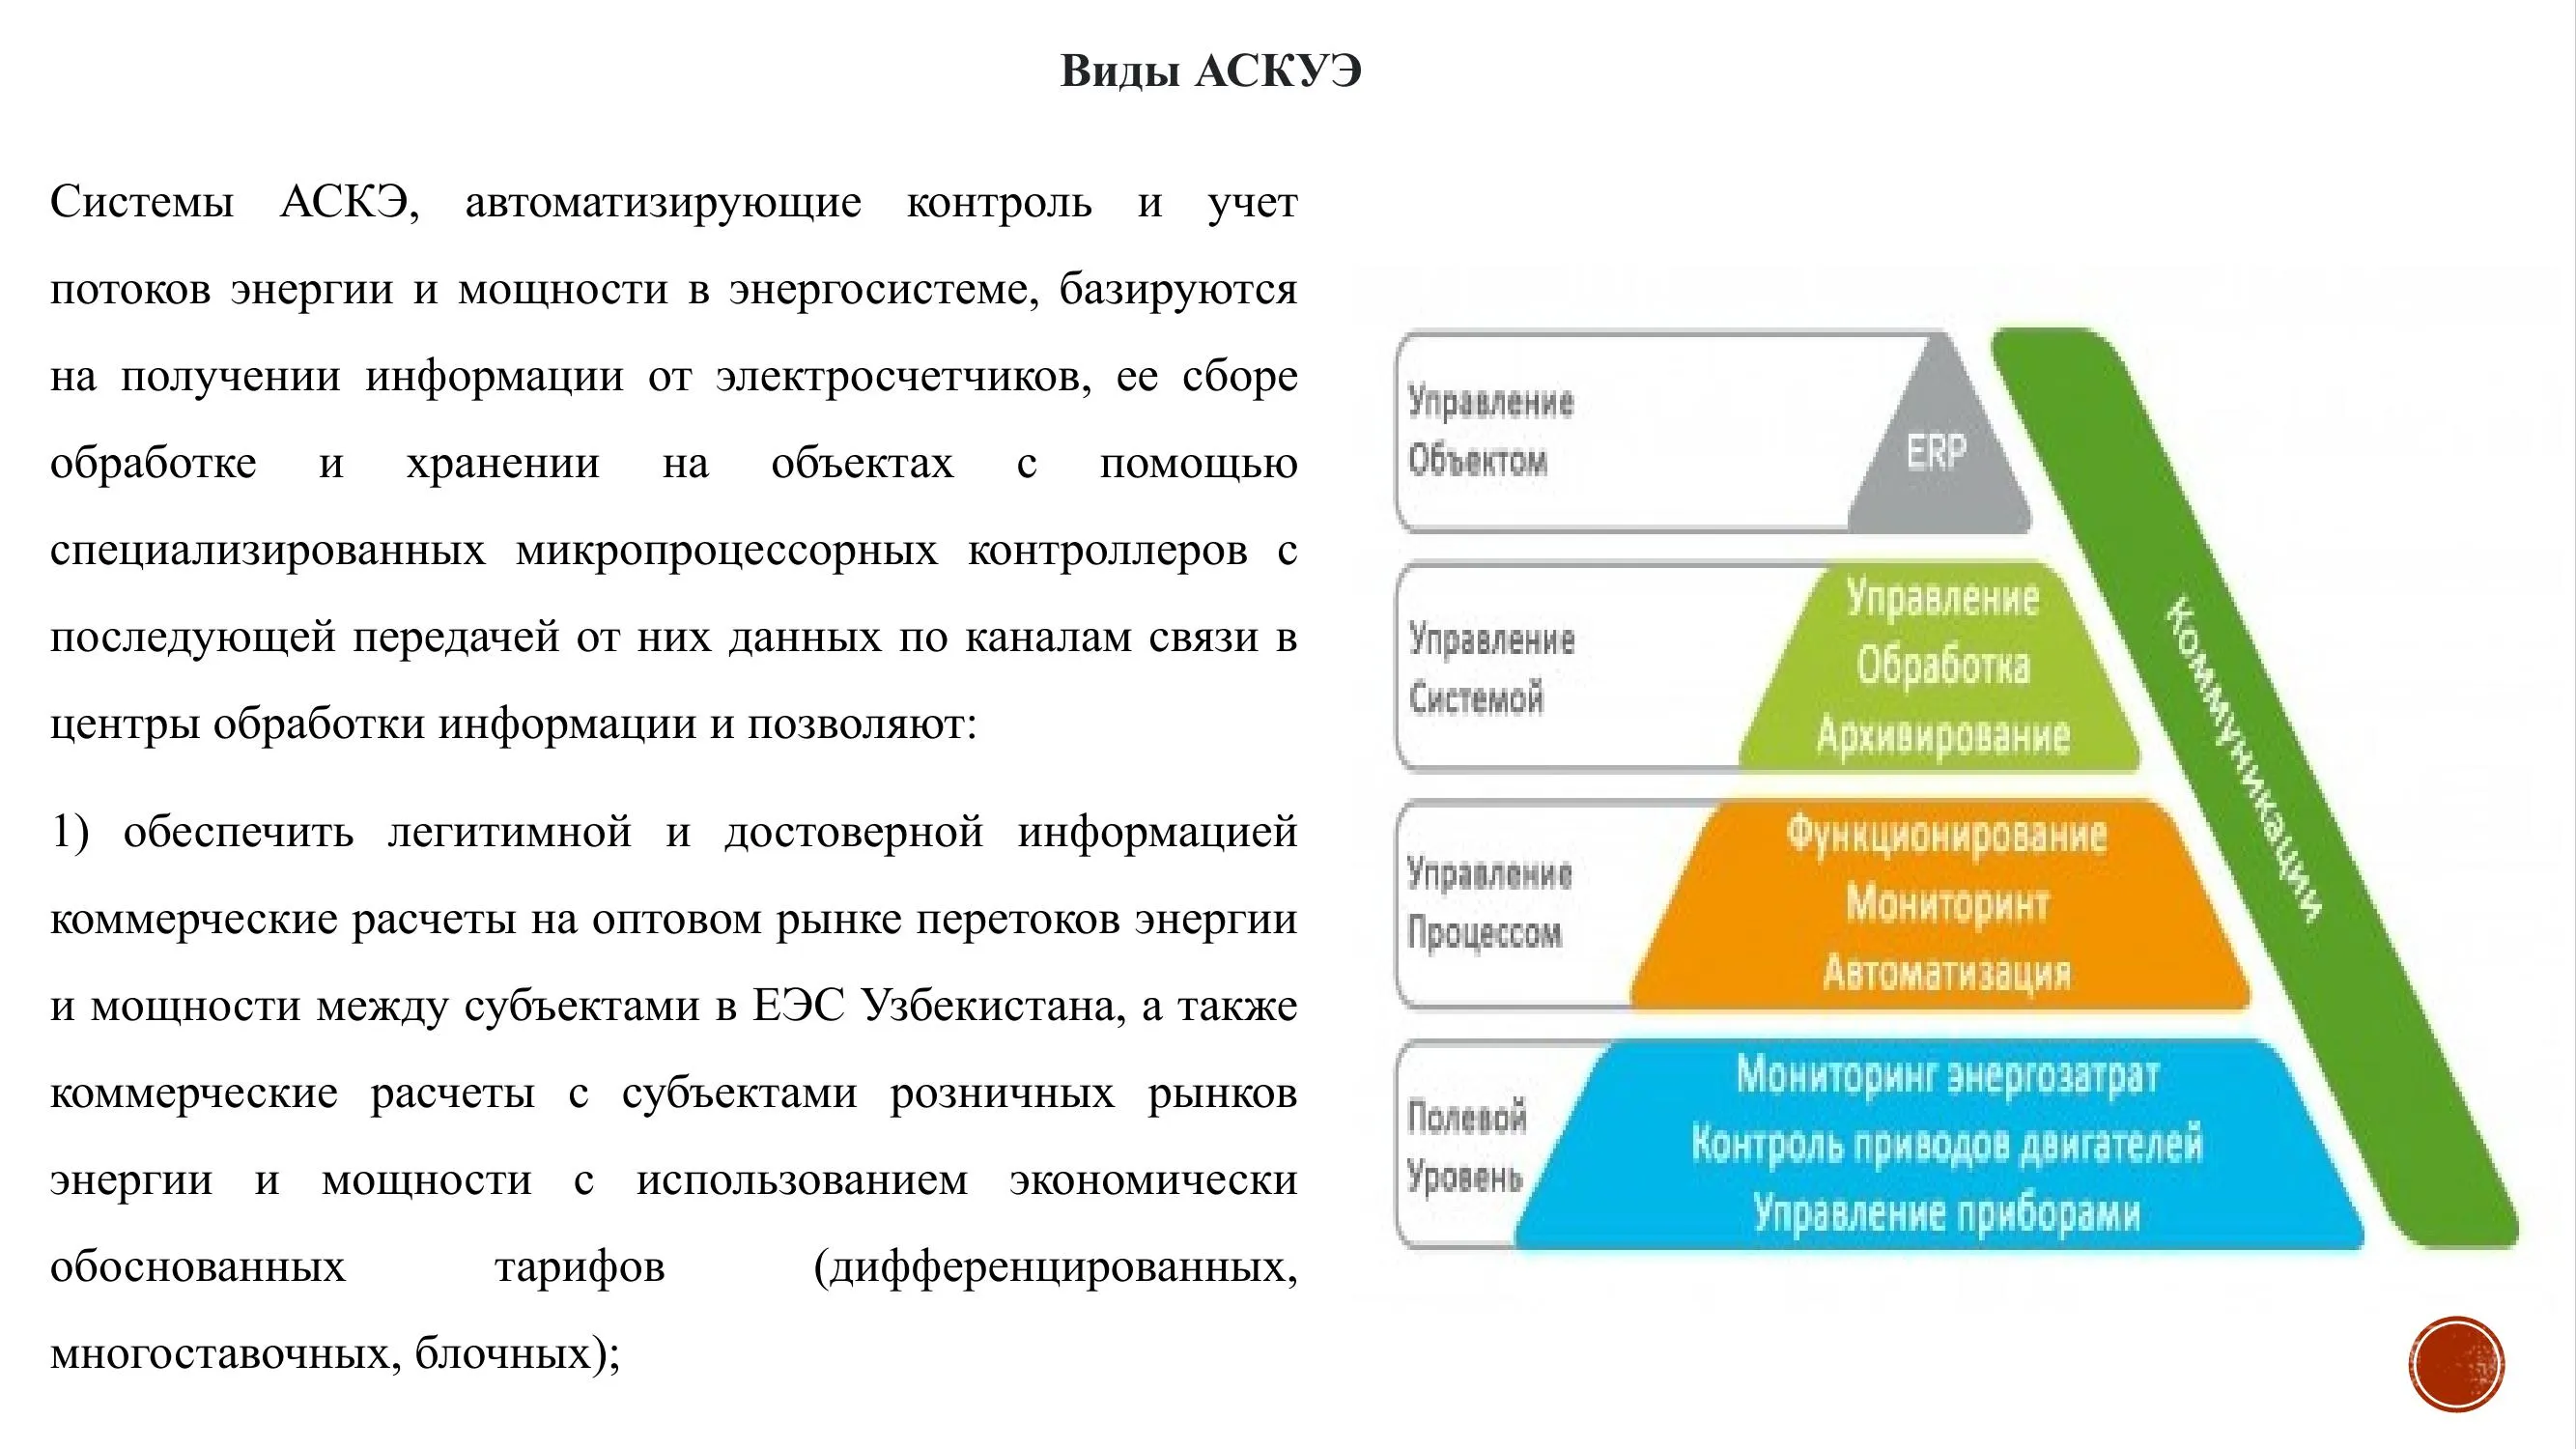 Виды АСКУЭ
Системы АСКЭ, автоматизирующие контроль и учет
потоков энергии и мощности в энергосистеме, базируются
на получении информации от электросчетчиков, ее сборе
обработке и хранении на объектах с помощью
специализированных микропроцессорных контроллеров с
последующей передачей от них данных по каналам связи в
центры обработки информации и позволяют:
1) обеспечить легитимной и достоверной информацией
коммерческие расчеты на оптовом рынке перетоков энергии
и мощности между субъектами в ЕЭС Узбекистана, а также
коммерческие расчеты с субъектами розничных рынков
энергии и мощности с использованием экономически
обоснованных тарифов (дифференцированных,
многоставочных, блочных);
Управление
Объектом
ERP
Управление
Системой
Управление
Обработка
Архивирование
Управление
Процессом
Функционирование
Мониторинт
Автоматизация
Полевой
Уровень
Мониторинг энергозатрат
Контроль приводов двигателей
Управление приборами
Коммуникации